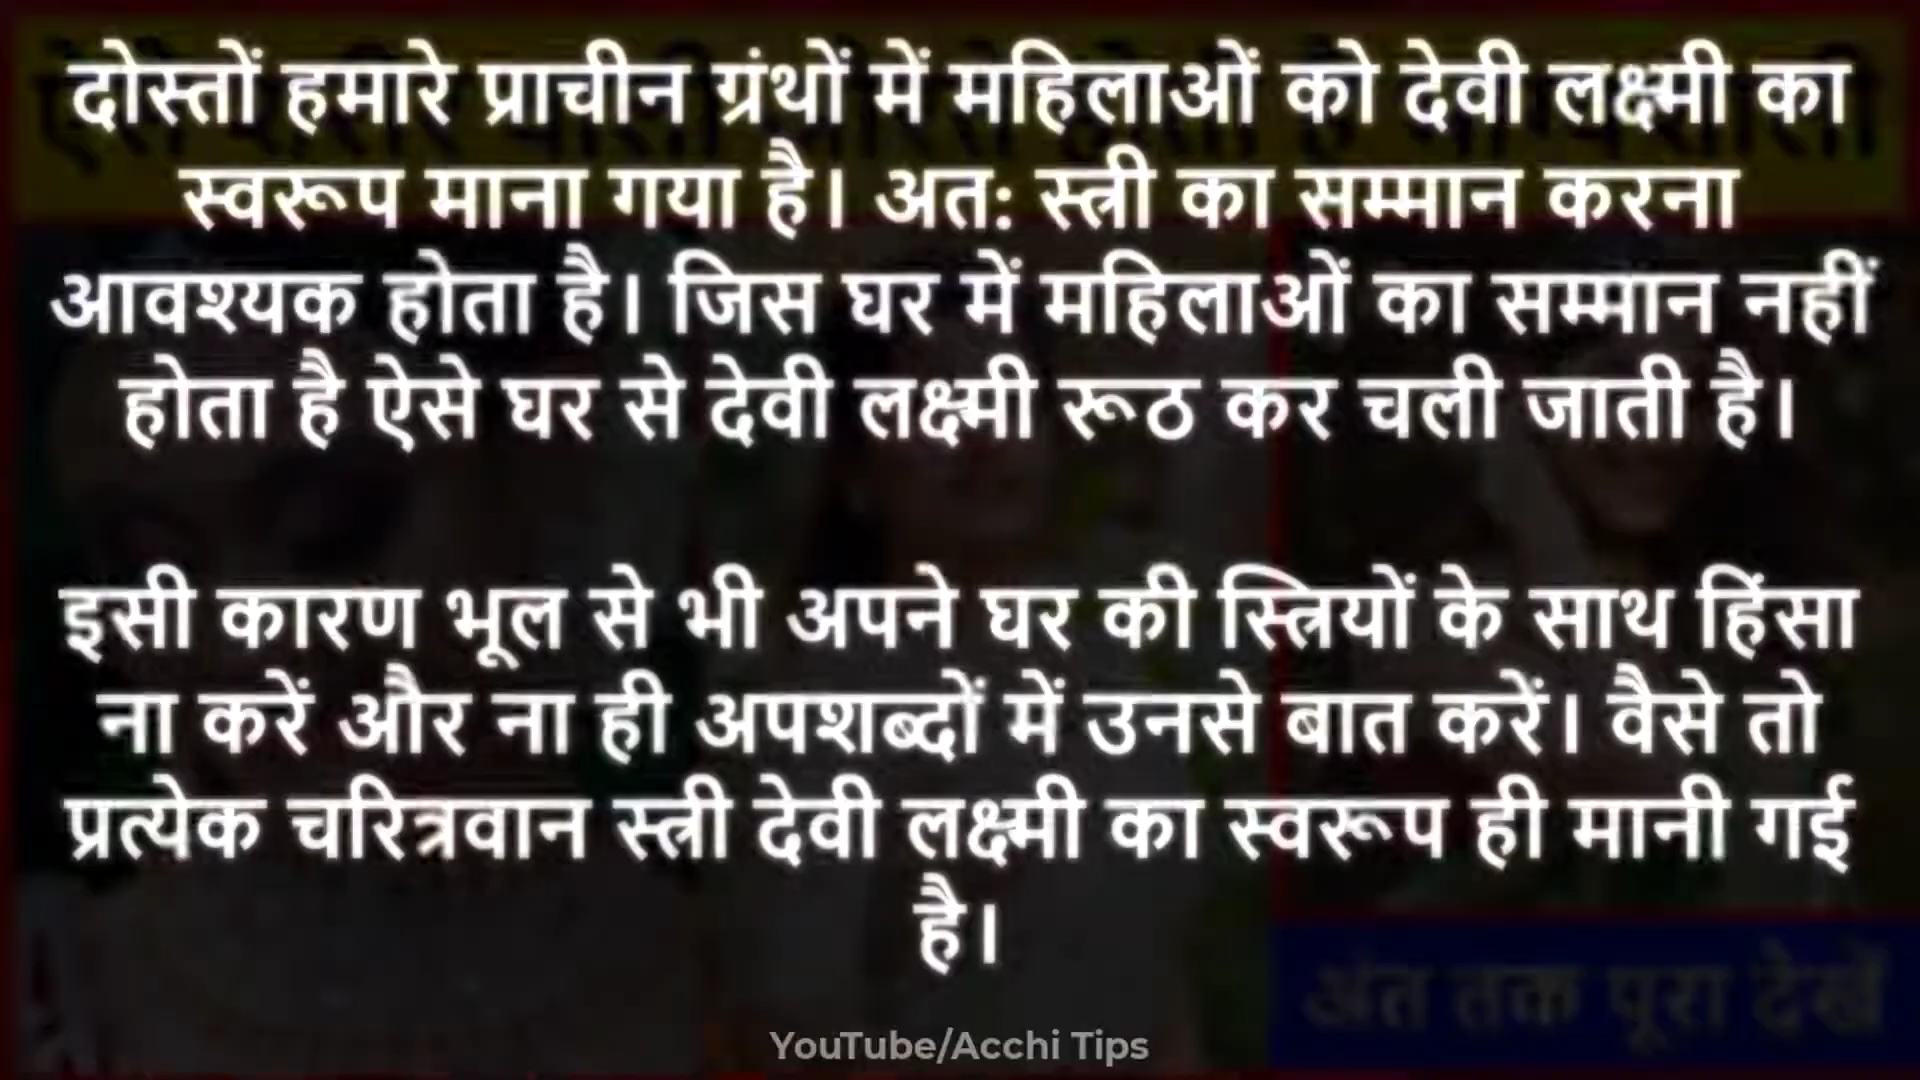 दोस्तों हमारे प्राचीन ग्रंथों में महिलाओं को देवी लक्ष्मी का
स्वरूप माना गया है। अत: स्त्री का सम्मान करना
आवश्यक होता है। जिस घर में महिलाओं का सम्मान नहीं
होता है ऐसे घर से देवी लक्ष्मी रूठ कर चली जाती है।
इसी कारण भूल से भी अपने घर की स्त्रियों के साथ हिंसा
ना करें और ना ही अपशब्दों में उनसे बात करें। वैसे तो
प्रत्येक चरित्रवान स्त्री देवी लक्ष्मी का स्वरूप ही मानी गई
है।
अंत तक पूरा देखें
YouTube/Acchi Tips